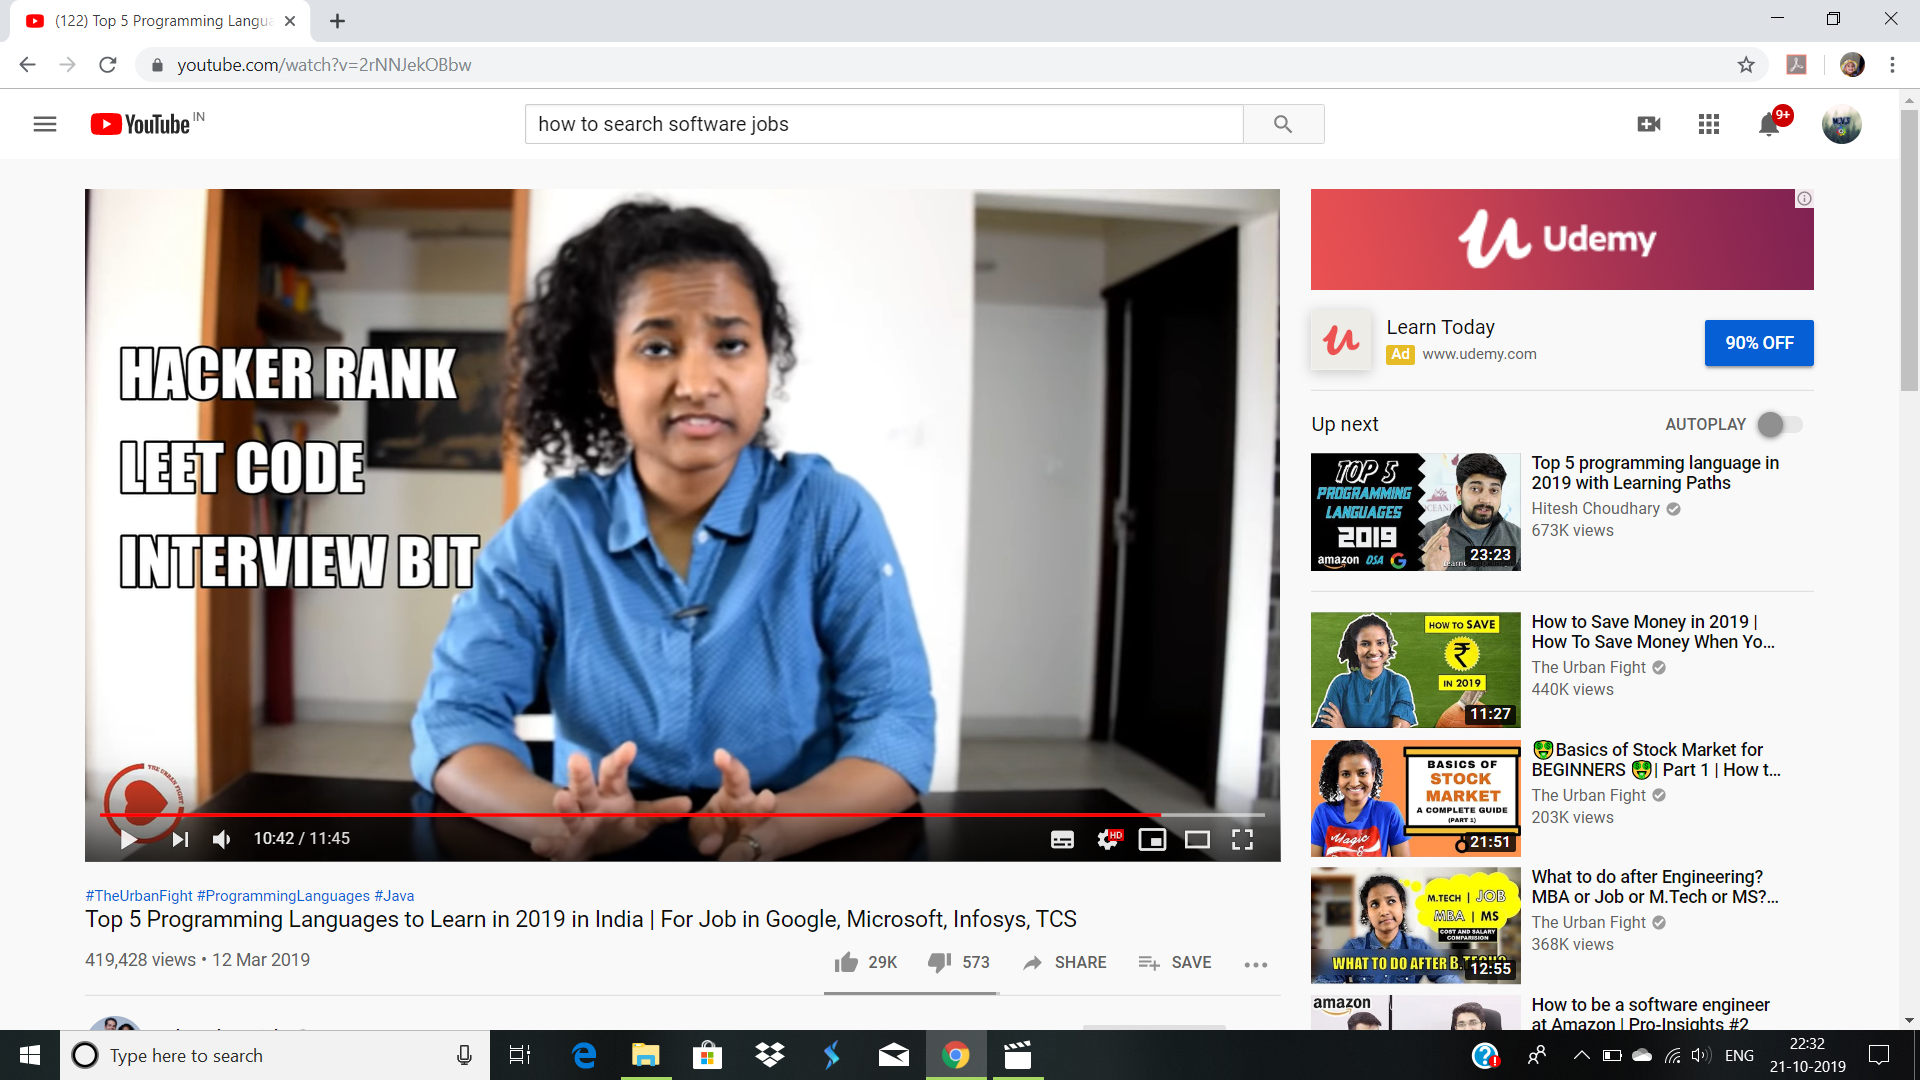 (122) Top 5 Programming Langua
youtube.com/watch?v=2rNNJekOBbw
YouTube IN
how to search software jobs
9+
HACKER RANK
LEET CODE
INTERVIEW BIT
THE URBAN FIGHT
10:42 / 11:45
HD
#TheUrbanFight #ProgrammingLanguages #Java
Top 5 Programming Languages to Learn in 2019 in India | For Job in Google, Microsoft, Infosys, TCS
419,428 views • 12 Mar 2019
29K
573
SHARE
SAVE
Udemy
Learn Today
Ad www.udemy.com
90% OFF
Up next
AUTOPLAY
TOP 5
PROGRAMMING
LANGUAGES
2019
amazon DSA G
23:23
Top 5 programming language in
2019 with Learning Paths
Hitesh Choudhary
673K views
HOW TO SAVE
₹
IN 2019
11:27
How to Save Money in 2019 |
How To Save Money When Yo...
The Urban Fight
440K views
BASICS OF
STOCK
MARKET
A COMPLETE GUIDE
(PART 1)
Magic
21:51
🤑Basics of Stock Market for
BEGINNERS 🤑| Part 1 | How t...
The Urban Fight
203K views
M.TECH | JOB
MBA | MS
COST AND SALARY
COMPARISION
WHAT TO DO AFTER B.TECH?
12:55
What to do after Engineering?
MBA or Job or M.Tech or MS?...
The Urban Fight
368K views
amazon
How to be a software engineer
at Amazon | Pro-Insights #2
Type here to search
ENG
22:32
21-10-2019